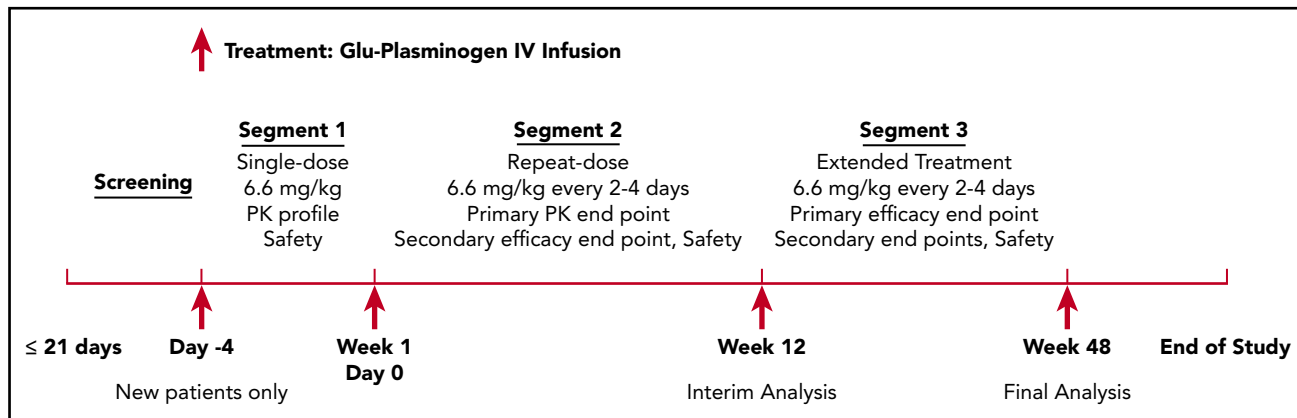 Treatment: Glu-Plasminogen IV Infusion
Screening
Segment 1
Single-dose
6.6 mg/kg
PK profile
Safety
Segment 2
Repeat-dose
6.6 mg/kg every 2-4 days
Primary PK end point
Secondary efficacy end point, Safety
Segment 3
Extended Treatment
6.6 mg/kg every 2-4 days
Primary efficacy end point
Secondary end points, Safety
≤ 21 days
Day -4
New patients only
Week 1
Day 0
Week 12
Interim Analysis
Week 48
Final Analysis
End of Study